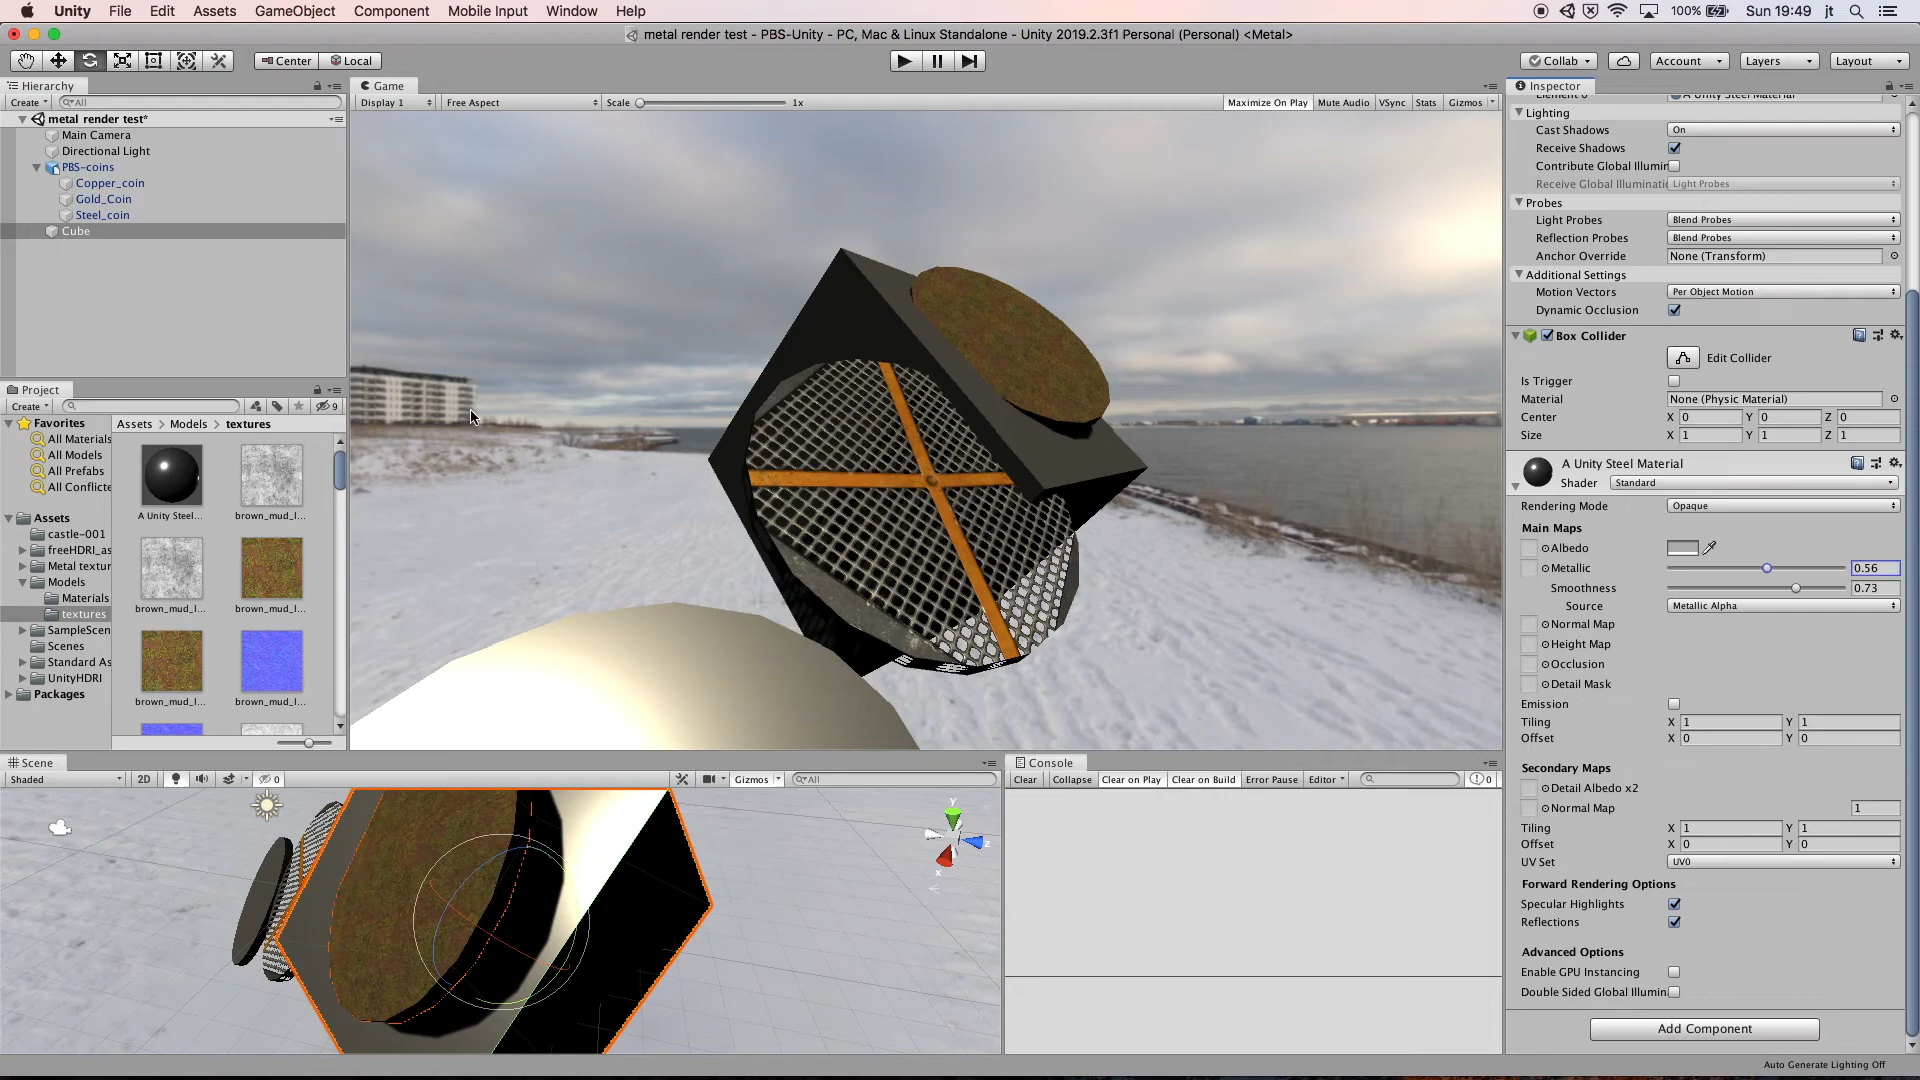 Unity File Edit Assets GameObject Component Mobile Input Window Help 100% Sun 19:49 jt
metal render test - PBS-Unity - PC, Mac & Linux Standalone - Unity 2019.2.3f1 Personal (Personal) <Metal>
Center Local Collab Account Layers Layout
Hierarchy
Create All
metal render test*
Main Camera
Directional Light
PBS-coins
Copper_coin
Gold_Coin
Steel_coin
Cube
Game
Display 1 Free Aspect Scale 1x Maximize On Play Mute Audio VSync Stats Gizmos
Project
Create 9
Favorites
All Materials
All Models
All Prefabs
All Conflicte
Assets
castle-001
freeHDRI_as
Metal textur
Models
Materials
textures
SampleScen
Scenes
Standard As
UnityHDRI
Packages
Assets Models textures
A Unity Steel... brown_mud_l...
brown_mud_l... brown_mud_l...
brown_mud_l... brown_mud_l...
Scene
Shaded 2D 0 Gizmos All
y
z
x
Console
Clear Collapse Clear on Play Clear on Build Error Pause Editor 0
Inspector
A Unity Steel Material
Lighting
Cast Shadows On
Receive Shadows
Contribute Global Illumin
Receive Global Illuminati Light Probes
Probes
Light Probes Blend Probes
Reflection Probes Blend Probes
Anchor Override None (Transform)
Additional Settings
Motion Vectors Per Object Motion
Dynamic Occlusion
Box Collider
Edit Collider
Is Trigger
Material None (Physic Material)
Center X 0 Y 0 Z 0
Size X 1 Y 1 Z 1
A Unity Steel Material
Shader Standard
Rendering Mode Opaque
Main Maps
Albedo
Metallic 0.56
Smoothness 0.73
Source Metallic Alpha
Normal Map
Height Map
Occlusion
Detail Mask
Emission
Tiling X 1 Y 1
Offset X 0 Y 0
Secondary Maps
Detail Albedo x2
Normal Map 1
Tiling X 1 Y 1
Offset X 0 Y 0
UV Set UV0
Forward Rendering Options
Specular Highlights
Reflections
Advanced Options
Enable GPU Instancing
Double Sided Global Illumin
Add Component
Auto Generate Lighting Off